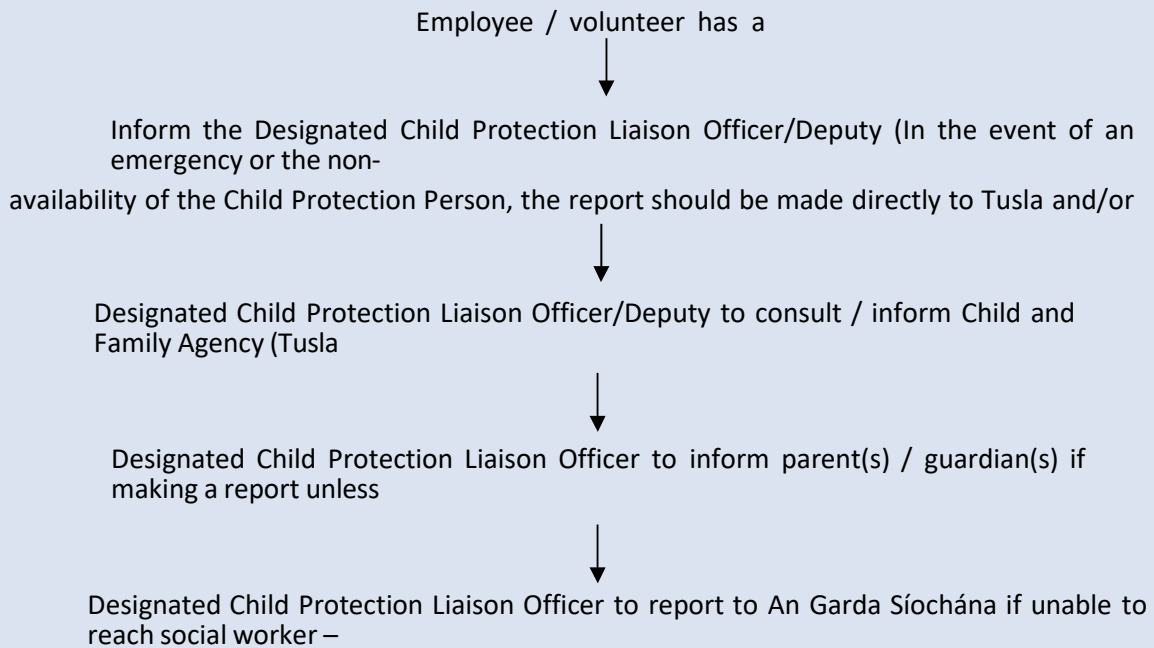 Employee / volunteer has a
Inform the Designated Child Protection Liaison Officer/Deputy (In the event of an
emergency or the non-
availability of the Child Protection Person, the report should be made directly to Tusla and/or
Designated Child Protection Liaison Officer/Deputy to consult / inform Child and
Family Agency (Tusla
Designated Child Protection Liaison Officer to inform parent(s) / guardian(s) if
making a report unless
Designated Child Protection Liaison Officer to report to An Garda Síochána if unable to
reach social worker –